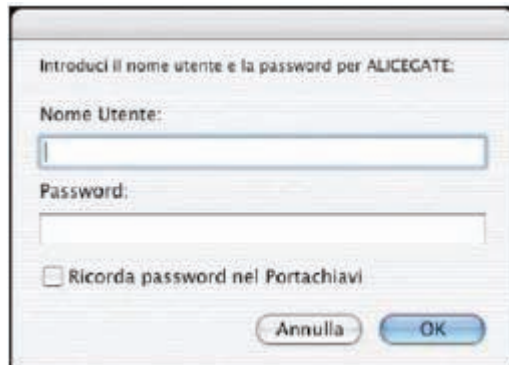 Introduci il nome utente e la password per ALICEGATE:
Nome Utente:
Password:
Ricorda password nel Portachiavi
Annulla
OK